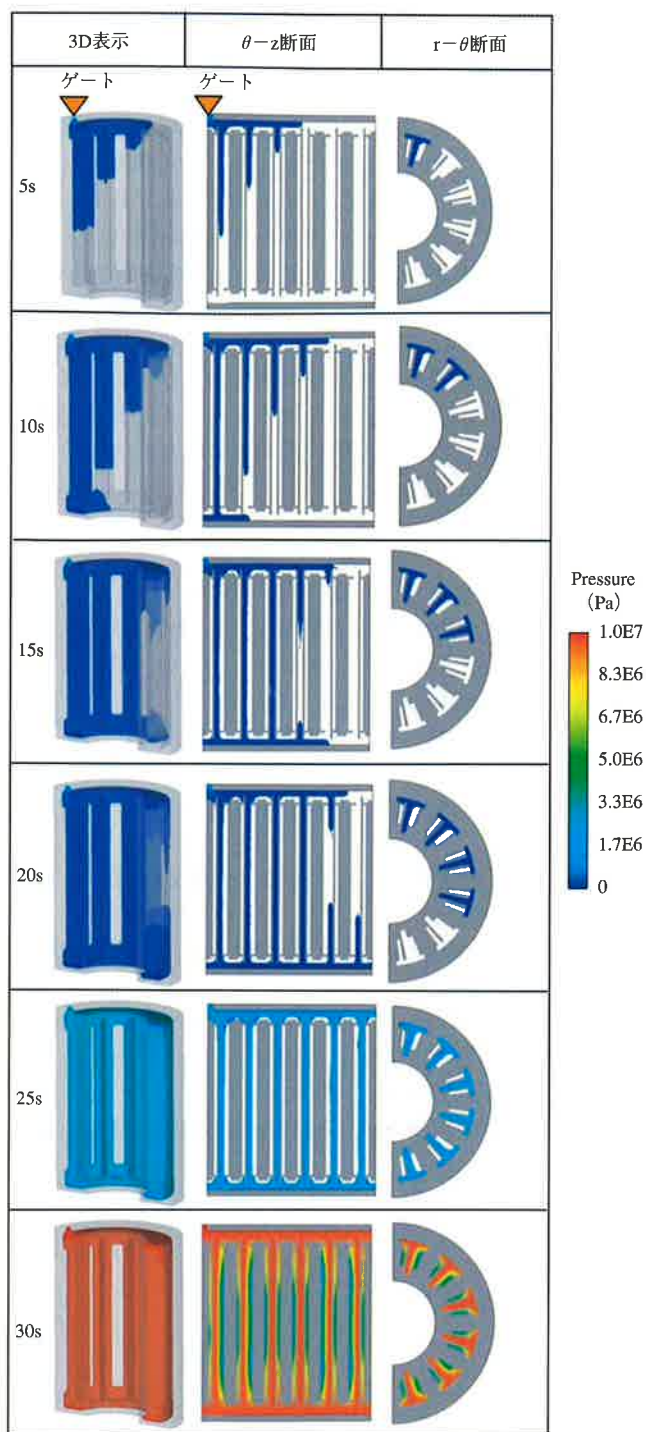 3D表示
θ－z断面
r－θ断面
ゲート
ゲート
5s
10s
15s
20s
25s
30s
Pressure
(Pa)
1.0E7
8.3E6
6.7E6
5.0E6
3.3E6
1.7E6
0